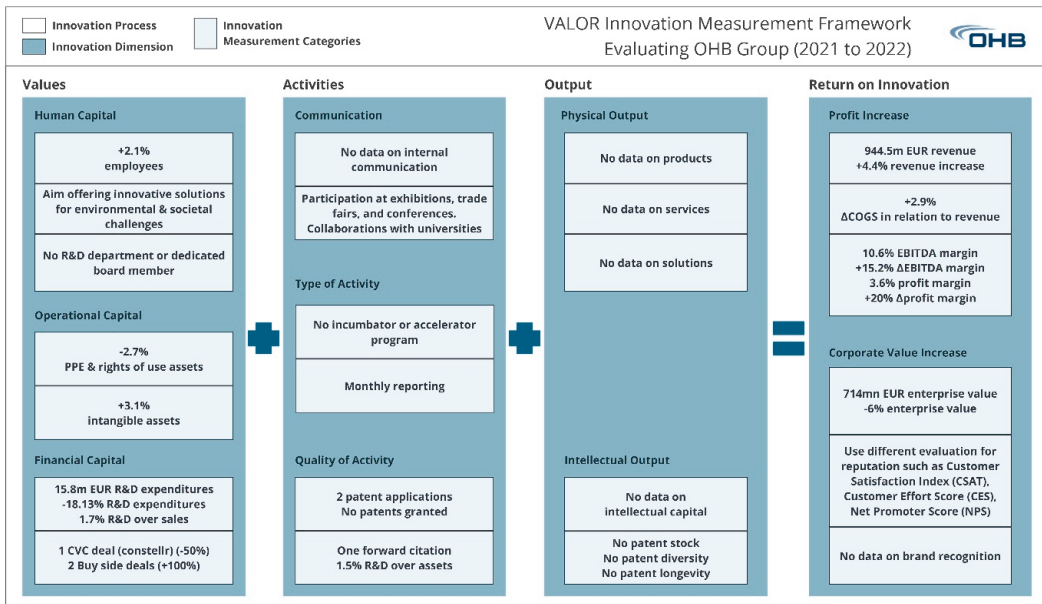 Innovation Process
Innovation Dimension
Innovation
Measurement Categories
VALOR Innovation Measurement Framework
Evaluating OHB Group (2021 to 2022)
OHB
Values
Human Capital
+2.1%
employees
Aim offering innovative solutions
for environmental & societal
challenges
No R&D department or dedicated
board member
Operational Capital
-2.7%
PPE & rights of use assets
+3.1%
intangible assets
Financial Capital
15.8m EUR R&D expenditures
-18.13% R&D expenditures
1.7% R&D over sales
1 CVC deal (constellr) (-50%)
2 Buy side deals (+100%)
Activities
Communication
No data on internal
communication
Participation at exhibitions, trade
fairs, and conferences.
Collaborations with universities
Type of Activity
No incumbator or accelerator
program
Monthly reporting
Quality of Activity
2 patent applications
No patents granted
One forward citation
1.5% R&D over assets
Output
Physical Output
No data on products
No data on services
No data on solutions
Intellectual Output
No data on
intellectual capital
No patent stock
No patent diversity
No patent longevity
Return on Innovation
Profit Increase
944.5m EUR revenue
+4.4% revenue increase
+2.9%
ΔCOGS in relation to revenue
10.6% EBITDA margin
+15.2% ΔEBITDA margin
3.6% profit margin
+20% Δprofit margin
Corporate Value Increase
714mn EUR enterprise value
-6% enterprise value
Use different evaluation for
reputation such as Customer
Satisfaction Index (CSAT),
Customer Effort Score (CES),
Net Promoter Score (NPS)
No data on brand recognition